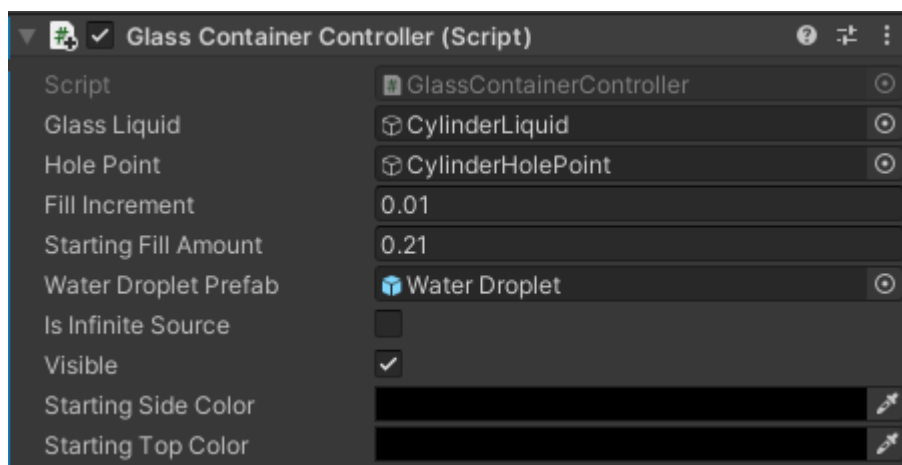 Glass Container Controller (Script)
Script GlassContainerController
Glass Liquid CylinderLiquid
Hole Point CylinderHolePoint
Fill Increment 0.01
Starting Fill Amount 0.21
Water Droplet Prefab Water Droplet
Is Infinite Source
Visible
Starting Side Color
Starting Top Color